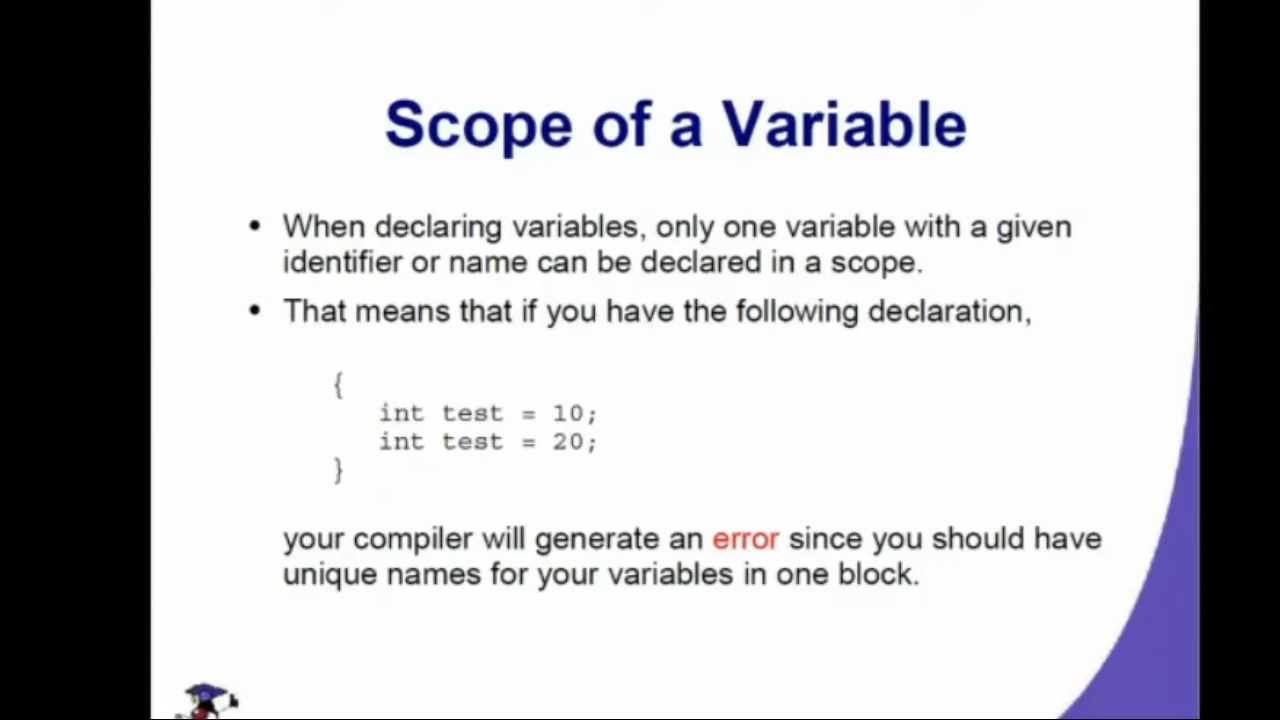 Scope of a Variable
• When declaring variables, only one variable with a given
identifier or name can be declared in a scope.
• That means that if you have the following declaration,
{
int test = 10;
int test = 20;
}
your compiler will generate an error since you should have
unique names for your variables in one block.